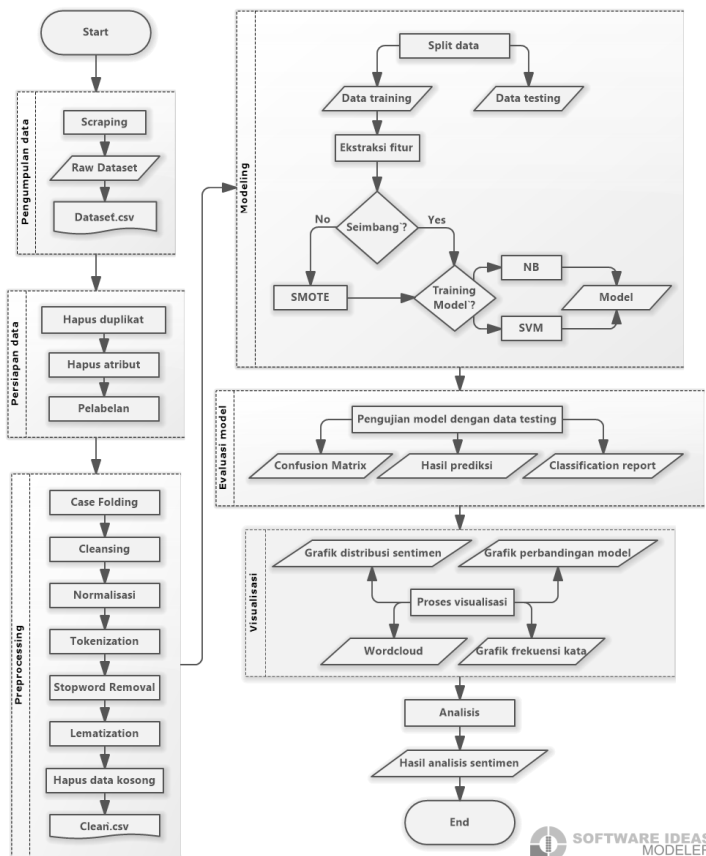 Start
Pengumpulan data
Scraping
Raw Dataset
Dataset.csv
Persiapan data
Hapus duplikat
Hapus atribut
Pelabelan
Preprocessing
Case Folding
Cleansing
Normalisasi
Tokenization
Stopword Removal
Lematization
Hapus data kosong
Clean.csv
Modeling
Split data
Data training
Data testing
Ekstraksi fitur
Seimbang`?
No
Yes
SMOTE
Training
Model`?
NB
SVM
Model
Evaluasi model
Pengujian model dengan data testing
Confusion Matrix
Hasil prediksi
Classification report
Visualisasi
Grafik distribusi sentimen
Grafik perbandingan model
Proses visualisasi
Wordcloud
Grafik frekuensi kata
Analisis
Hasil analisis sentimen
End
SOFTWARE IDEAS
MODELER